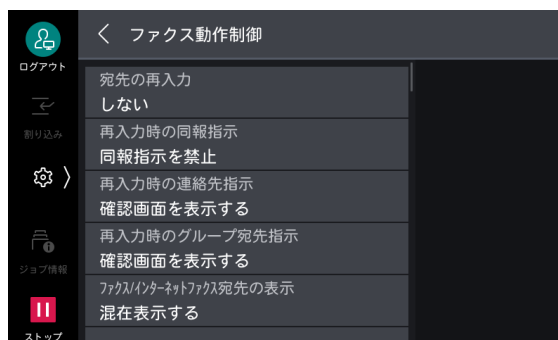 ファクス動作制御
ログアウト
割り込み
ジョブ情報
ストップ
宛先の再入力
しない
再入力時の同報指示
同報指示を禁止
再入力時の連絡先指示
確認画面を表示する
再入力時のグループ宛先指示
確認画面を表示する
ﾌｧｸｽ/ｲﾝﾀｰﾈｯﾄﾌｧｸｽ宛先の表示
混在表示する